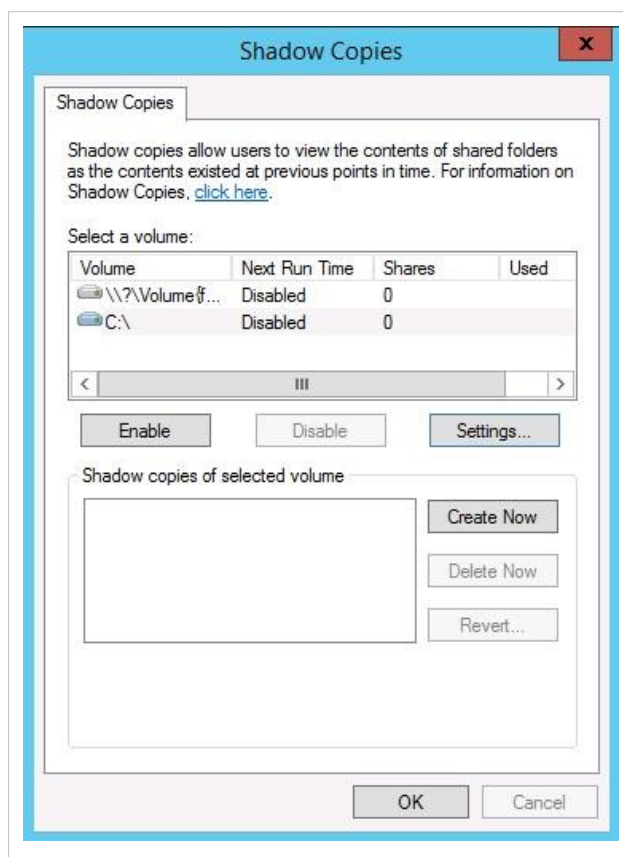 Shadow Copies
x
Shadow Copies
Shadow copies allow users to view the contents of shared folders
as the contents existed at previous points in time. For information on
Shadow Copies, click here.
Select a volume:
Volume Next Run Time Shares Used
\\?\Volume{f... Disabled 0
C:\ Disabled 0
Enable Disable Settings...
Shadow copies of selected volume
Create Now
Delete Now
Revert...
OK Cancel